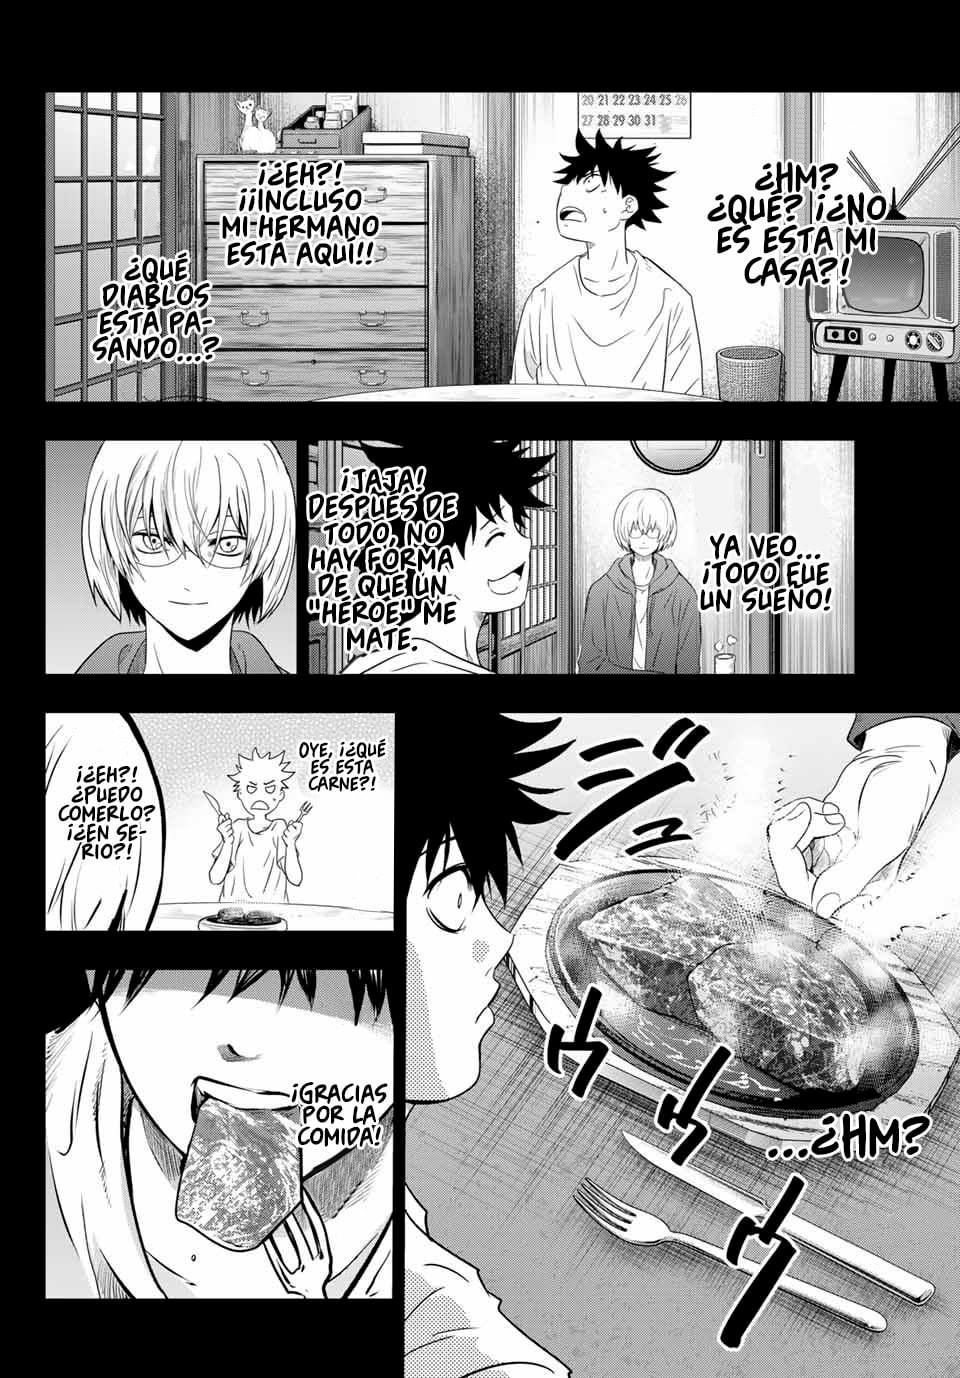 20 21 22 23 24 25 26
27 28 29 30 31
¿HM?
¿QUÉ? ¡¿NO
ES ESTA MI
CASA?!
¡¿EH?!
¡¡INCLUSO
MI HERMANO
ESTÁ AQUÍ!!
¿QUÉ
DIABLOS
ESTA PA-
SANDO...?
YA VEO...
¡TODO FUE
UN SUEÑO!
¡JAJA!
DESPUÉS DE
TODO, NO
HAY FORMA
DE QUE UN
"HÉROE" ME
MATE.
ジュ
ウ
ウ
ウ
...¿HM?
OYE, ¡¿QUÉ
ES ESTA
CARNE?!
¡¿EH?!
¿PUEDO
COMERLO?
¡¿EN SE-
RIO?!
¡GRACIAS
POR LA
COMIDA!